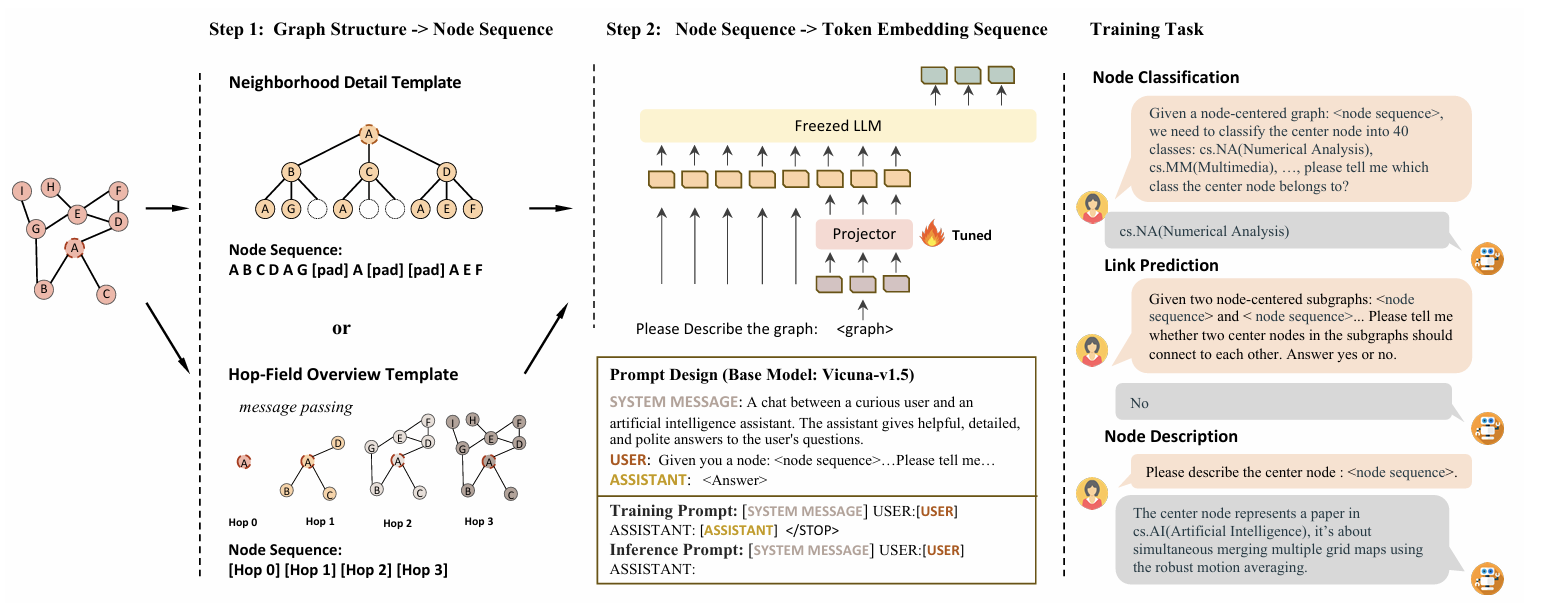 Step 1:  Graph Structure -> Node Sequence
Step 2:  Node Sequence -> Token Embedding Sequence
Training Task
I
H
F
E
D
G
A
B
C
Neighborhood Detail Template
A
B C D
A G A A E F
Node Sequence:
A B C D A G [pad] A [pad] [pad] A E F
or
Hop-Field Overview Template
message passing
A
D
A
B
C
F
G
E
D
A
B
C
I
H
F
G
E
D
A
B
C
Hop 0
Hop 1
Hop 2
Hop 3
Node Sequence:
[Hop 0] [Hop 1] [Hop 2] [Hop 3]
Freezed LLM
Projector
Tuned
Please Describe the graph:
<graph>
Prompt Design (Base Model: Vicuna-v1.5)
SYSTEM MESSAGE: A chat between a curious user and an
artificial intelligence assistant. The assistant gives helpful, detailed,
and polite answers to the user's questions.
USER: Given you a node: <node sequence>…Please tell me…
ASSISTANT: <Answer>
Training Prompt: [SYSTEM MESSAGE] USER:[USER]
ASSISTANT: [ASSISTANT] </STOP>
Inference Prompt: [SYSTEM MESSAGE] USER:[USER]
ASSISTANT:
Node Classification
Given a node-centered graph: <node sequence>,
we need to classify the center node into 40
classes: cs.NA(Numerical Analysis),
cs.MM(Multimedia), …, please tell me which
class the center node belongs to?
cs.NA(Numerical Analysis)
Link Prediction
Given two node-centered subgraphs: <node
sequence> and < node sequence>... Please tell me
whether two center nodes in the subgraphs should
connect to each other. Answer yes or no.
No
Node Description
Please describe the center node : <node sequence>.
The center node represents a paper in
cs.AI(Artificial Intelligence), it's about
simultaneous merging multiple grid maps using
the robust motion averaging.